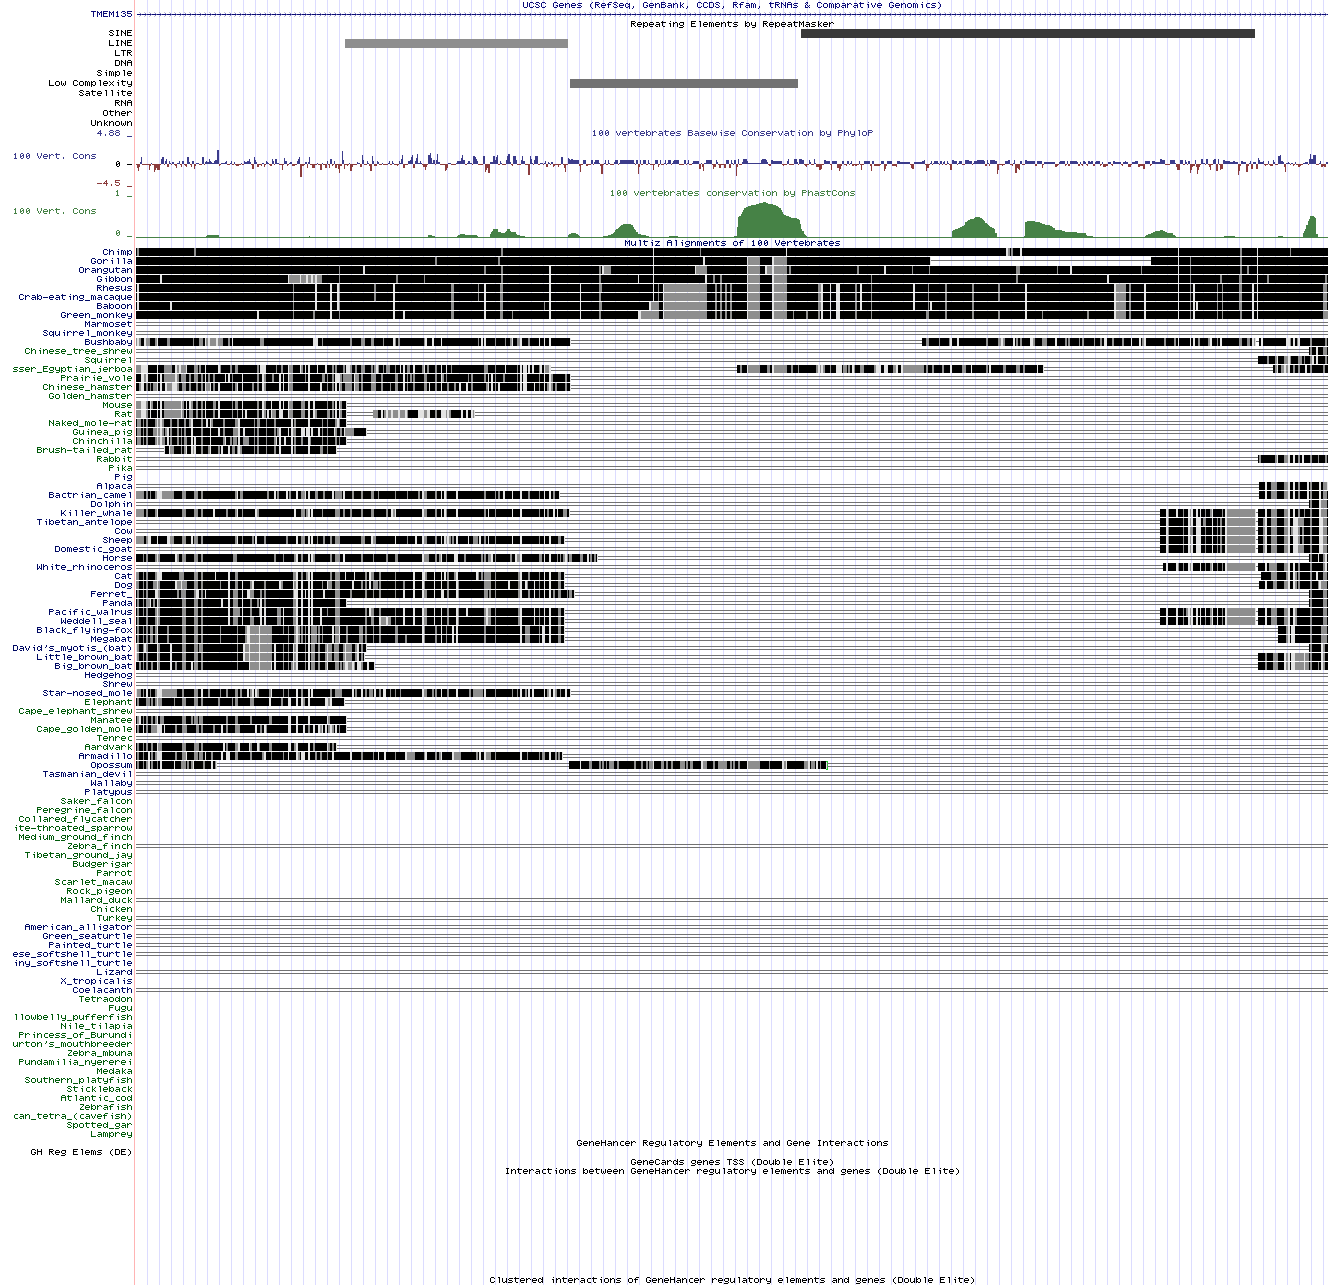 UCSC Genes (RefSeq, GenBank, CCDS, Rfam, tRNAs & Comparative Genomics)
TMEM135
Repeating Elements by RepeatMasker
SINE
LINE
LTR
DNA
Simple
Low Complexity
Satellite
RNA
Other
Unknown
4.88 _
100 vertebrates Basewise Conservation by PhyloP
100 Vert. Cons
0 _
-4.5 _
1 _
100 vertebrates conservation by PhastCons
100 Vert. Cons
0 _
Multiz Alignments of 100 Vertebrates
Chimp
Gorilla
Orangutan
Gibbon
Rhesus
Crab-eating_macaque
Baboon
Green_monkey
Marmoset
Squirrel_monkey
Bushbaby
Chinese_tree_shrew
Squirrel
sser_Egyptian_jerboa
Prairie_vole
Chinese_hamster
Golden_hamster
Mouse
Rat
Naked_mole-rat
Guinea_pig
Chinchilla
Brush-tailed_rat
Rabbit
Pika
Pig
Alpaca
Bactrian_camel
Dolphin
Killer_whale
Tibetan_antelope
Cow
Sheep
Domestic_goat
Horse
White_rhinoceros
Cat
Dog
Ferret_
Panda
Pacific_walrus
Weddell_seal
Black_flying-fox
Megabat
David's_myotis_(bat)
Little_brown_bat
Big_brown_bat
Hedgehog
Shrew
Star-nosed_mole
Elephant
Cape_elephant_shrew
Manatee
Cape_golden_mole
Tenrec
Aardvark
Armadillo
Opossum
Tasmanian_devil
Wallaby
Platypus
Saker_falcon
Peregrine_falcon
Collared_flycatcher
ite-throated_sparrow
Medium_ground_finch
Zebra_finch
Tibetan_ground_jay
Budgerigar
Parrot
Scarlet_macaw
Rock_pigeon
Mallard_duck
Chicken
Turkey
American_alligator
Green_seaturtle
Painted_turtle
ese_softshell_turtle
iny_softshell_turtle
Lizard
X_tropicalis
Coelacanth
Tetraodon
Fugu
llowbelly_pufferfish
Nile_tilapia
Princess_of_Burundi
urton's_mouthbreeder
Zebra_mbuna
Pundamilia_nyererei
Medaka
Southern_platyfish
Stickleback
Atlantic_cod
Zebrafish
can_tetra_(cavefish)
Spotted_gar
Lamprey
GeneHancer Regulatory Elements and Gene Interactions
GH Reg Elems (DE)
GeneCards genes TSS (Double Elite)
Interactions between GeneHancer regulatory elements and genes (Double Elite)
Clustered interactions of GeneHancer regulatory elements and genes (Double Elite)